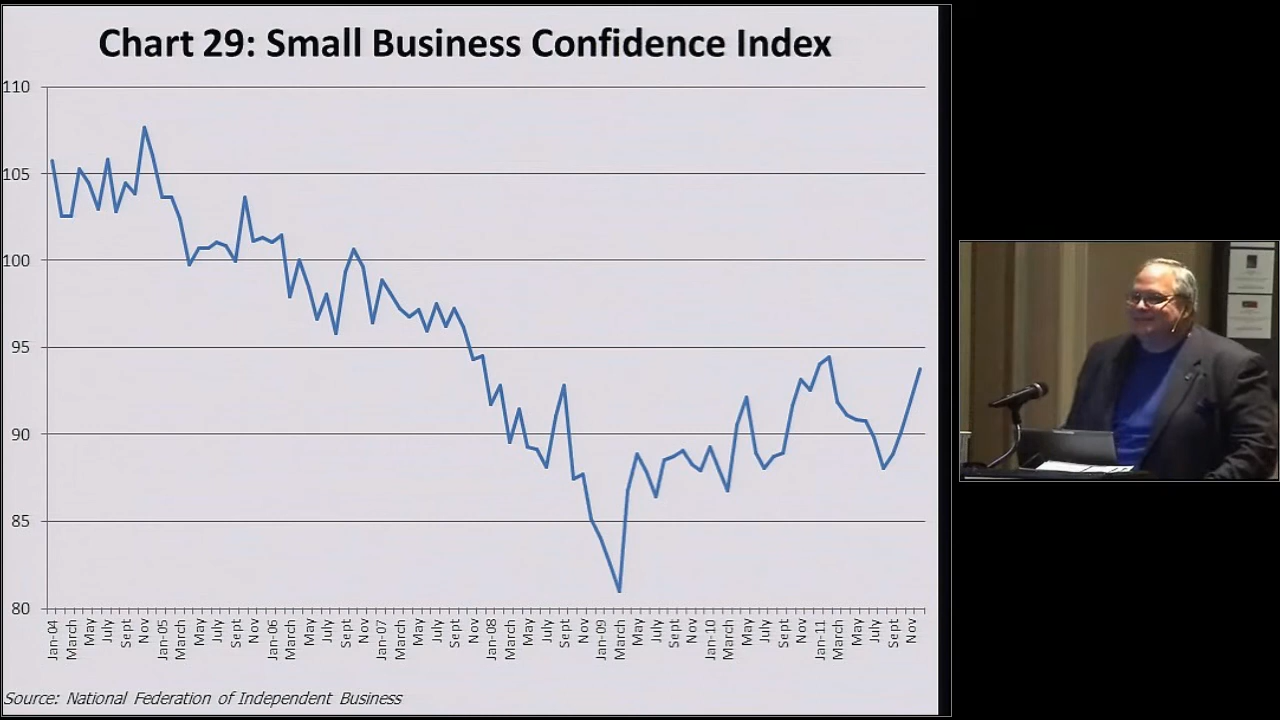 Chart 29: Small Business Confidence Index
110
105
100
95
90
85
80
Jan-04 March May July Sept Nov Jan-05 March May July Sept Nov Jan-06 March May July Sept Nov Jan-07 March May July Sept Nov Jan-08 March May July Sept Nov Jan-09 March May July Sept Nov Jan-10 March May July Sept Nov Jan-11 March May July Sept Nov
Source: National Federation of Independent Business